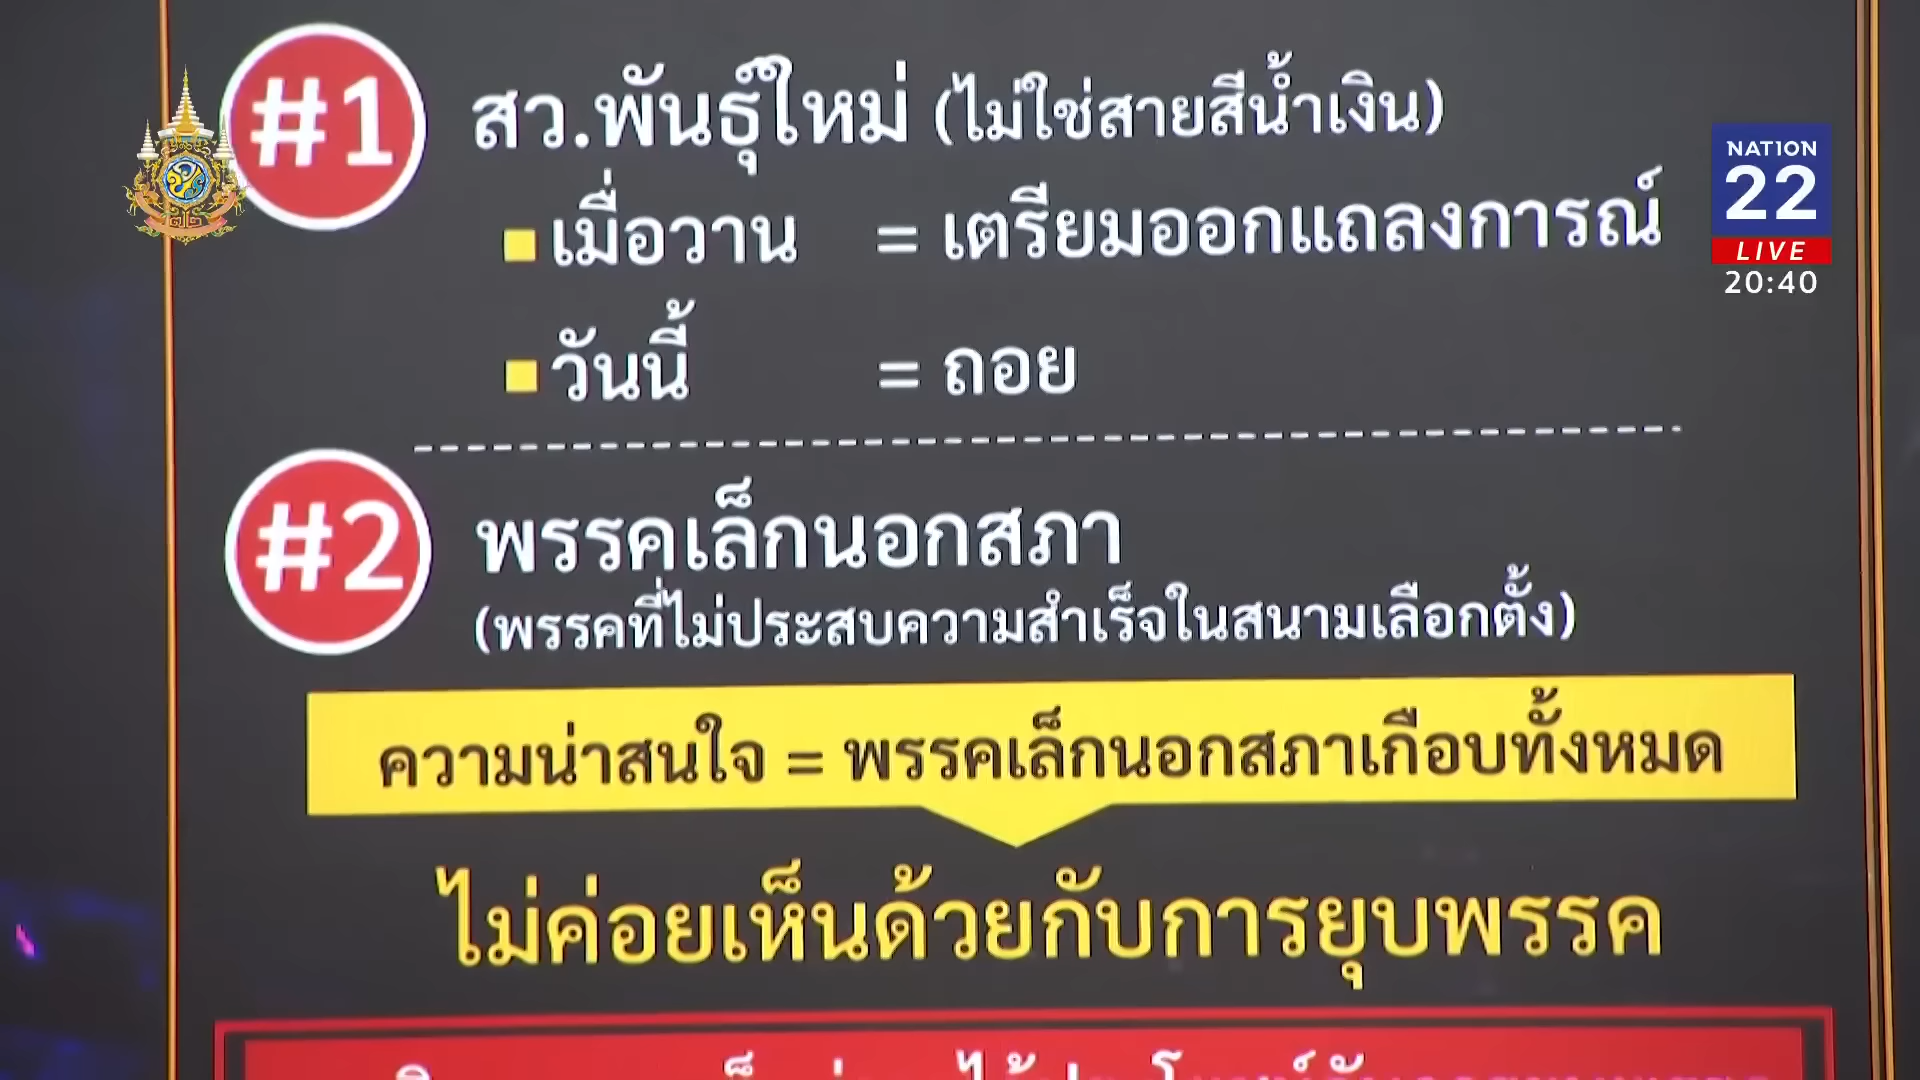 #1
สว.พันธุ์ใหม่ (ไม่ใช่สายสีน้ำเงิน)
เมื่อวาน = เตรียมออกแถลงการณ์
วันนี้ = ถอย
NATION
22
LIVE
20:40
#2
พรรคเล็กนอกสภา
(พรรคที่ไม่ประสบความสำเร็จในสนามเลือกตั้ง)
ความน่าสนใจ = พรรคเล็กนอกสภาเกือบทั้งหมด
ไม่ค่อยเห็นด้วยกับการยุบพรรค